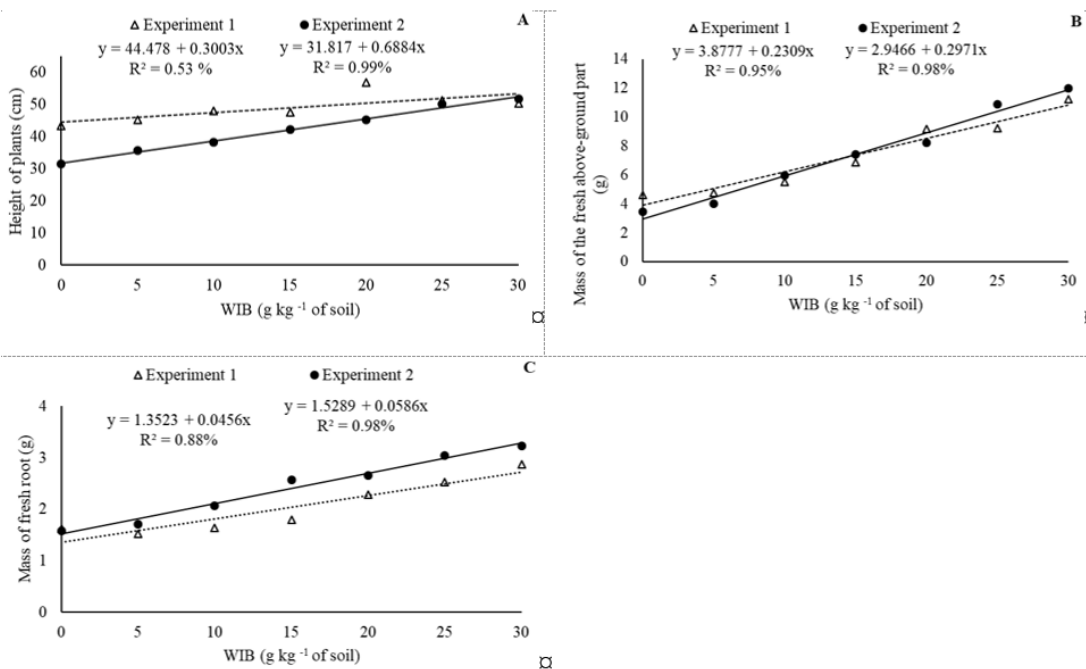 A
△ Experiment 1 ● Experiment 2
y = 44.478 + 0.3003x y = 31.817 + 0.6884x
R² = 0.53 % R² = 0.99%
Height of plants (cm)
60
50
40
30
20
10
0
0 5 10 15 20 25 30
WIB (g kg ⁻¹ of soil)
¤
B
△ Experiment 1 ● Experiment 2
y = 3.8777 + 0.2309x y = 2.9466 + 0.2971x
R² = 0.95% R² = 0.98%
Mass of the fresh above-ground part
(g)
14
12
10
8
6
4
2
0
0 5 10 15 20 25 30
WIB (g kg ⁻¹ of soil)
C
△ Experiment 1 ● Experiment 2
y = 1.3523 + 0.0456x y = 1.5289 + 0.0586x
R² = 0.88% R² = 0.98%
Mass of fresh root (g)
4
3
2
1
0
0 5 10 15 20 25 30
WIB (g kg ⁻¹ of soil)
¤